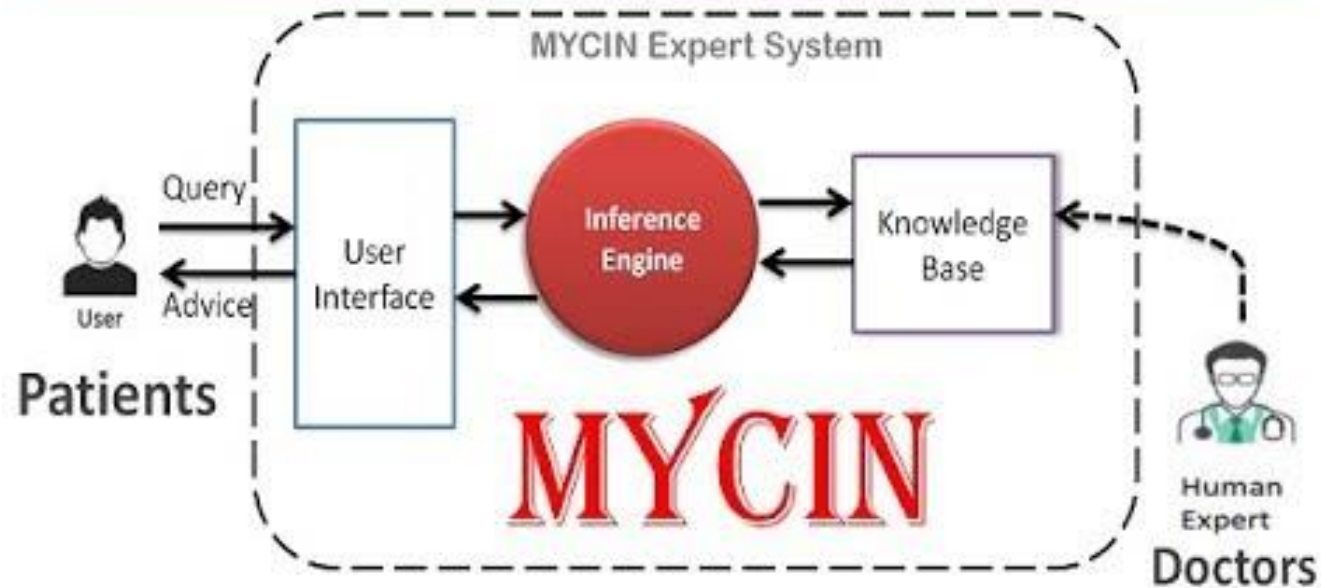 MYCIN Expert System
Query
Advice
User
Patients
User
Interface
Inference
Engine
Knowledge
Base
MYCIN
Human
Expert
Doctors